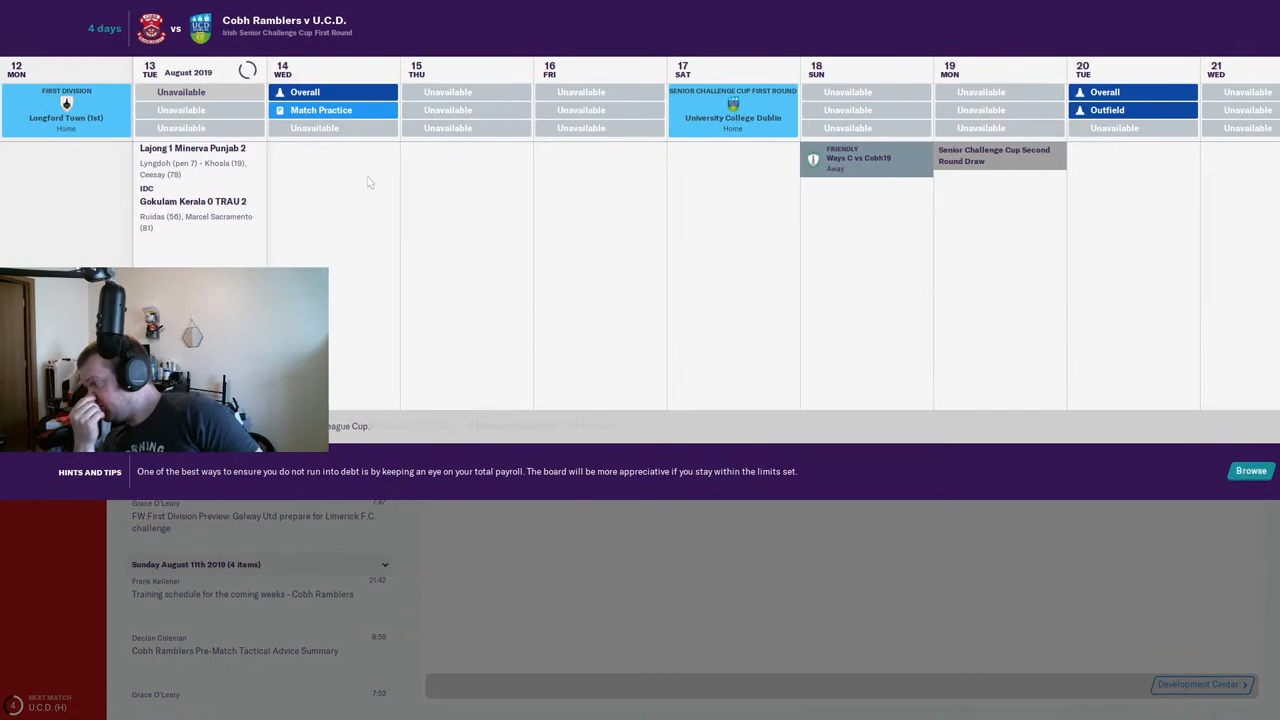 4 days
vs
Cobh Ramblers v U.C.D.
Irish Senior Challenge Cup First Round
12
MON
13
TUE
August 2019
14
WED
15
THU
16
FRI
17
SAT
18
SUN
19
MON
20
TUE
21
WED
FIRST DIVISION
Longford Town (1st)
Home
Unavailable
Unavailable
Unavailable
Overall
Match Practice
Unavailable
Unavailable
Unavailable
Unavailable
Unavailable
Unavailable
Unavailable
SENIOR CHALLENGE CUP FIRST ROUND
University College Dublin
Home
Unavailable
Unavailable
Unavailable
Unavailable
Unavailable
Unavailable
Overall
Outfield
Unavailable
Lajong 1 Minerva Punjab 2
Lyngdoh (pen 7) - Khosla (19),
Ceesay (78)
IDC
Gokulam Kerala 0 TRAU 2
Ruidas (56), Marcel Sacramento
(81)
FRIENDLY
Ways C vs Cobh19
Away
Senior Challenge Cup Second
Round Draw
eague Cup.
HINTS AND TIPS
One of the best ways to ensure you do not run into debt is by keeping an eye on your total payroll. The board will be more appreciative if you stay within the limits set.
Browse
Grace O'Leary
7:47
FW:First Division Preview: Galway Utd prepare for Limerick F.C.
challenge
Sunday August 11th 2019 (4 items)
Frank Kelleher
21:42
Training schedule for the coming weeks - Cobh Ramblers
Declan Coleman
8:59
Cobh Ramblers Pre-Match Tactical Advice Summary
Grace O'Leary
7:53
Development Center
4
NEXT MATCH
U.C.D. (H)